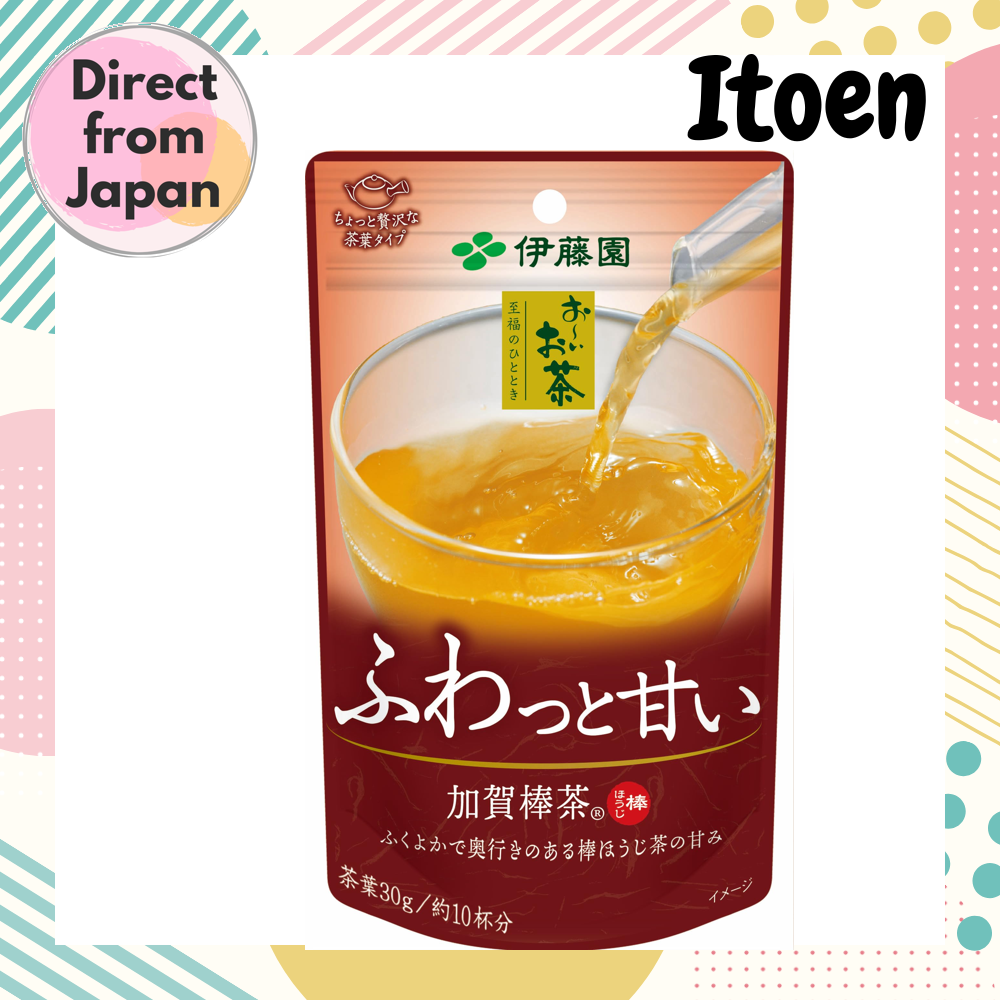 Direct
from
Japan
Itoen
ちょっと贅沢な
茶葉タイプ
伊藤園
お〜い
お茶
至福のひととき
ふわっと甘い
加賀棒茶®
棒
ほうじ
ふくよかで奥行きのある棒ほうじ茶の甘み
茶葉30g/約10杯分
イメージ